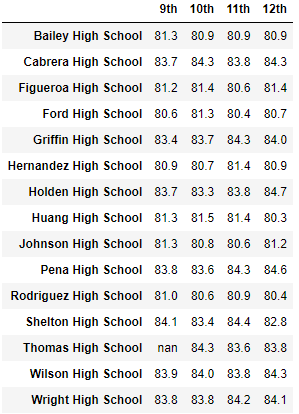 9th 10th 11th 12th
Bailey High School 81.3 80.9 80.9 80.9
Cabrera High School 83.7 84.3 83.8 84.3
Figueroa High School 81.2 81.4 80.6 81.4
Ford High School 80.6 81.3 80.4 80.7
Griffin High School 83.4 83.7 84.3 84.0
Hernandez High School 80.9 80.7 81.4 80.9
Holden High School 83.7 83.3 83.8 84.7
Huang High School 81.3 81.5 81.4 80.3
Johnson High School 81.3 80.8 80.6 81.2
Pena High School 83.8 83.6 84.3 84.6
Rodriguez High School 81.0 80.6 80.9 80.4
Shelton High School 84.1 83.4 84.4 82.8
Thomas High School nan 84.3 83.6 83.8
Wilson High School 83.9 84.0 83.8 84.3
Wright High School 83.8 83.8 84.2 84.1